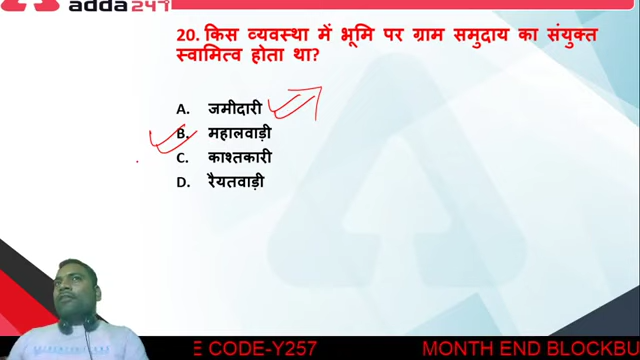 adda247
20. किस व्यवस्था में भूमि पर ग्राम समुदाय का संयुक्त
स्वामित्व होता था?
A. जमीदारी
B. महालवाड़ी
C. काश्तकारी
D. रैयतवाड़ी
E CODE-Y257 MONTH END BLOCKBU